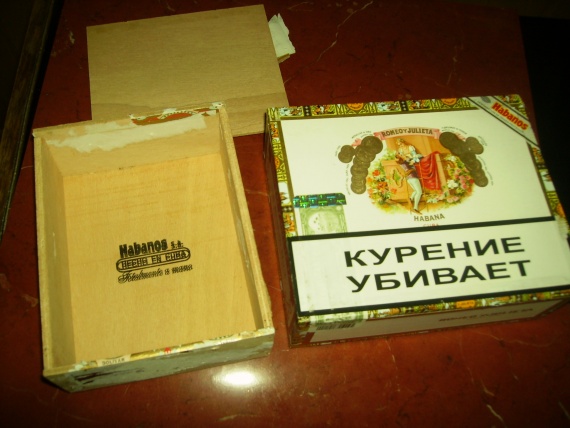 Habanos s.a.
HECHO EN CUBA
Totalmente a mano
Habanos
ROMEO Y JULIETA
HABANA
КУРЕНИЕ
УБИВАЕТ